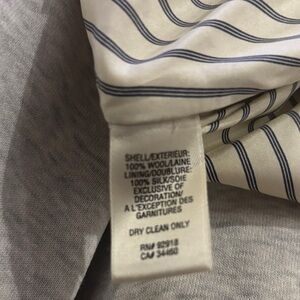 SHELL/EXTERIEUR:
100% WOOL/LAINE
LINING/DOUBLURE:
100% SILK/SOIE
EXCLUSIVE OF
DECORATION/
A L'EXCEPTION DES
GARNITURES
DRY CLEAN ONLY
RN# 92918
CA# 34450